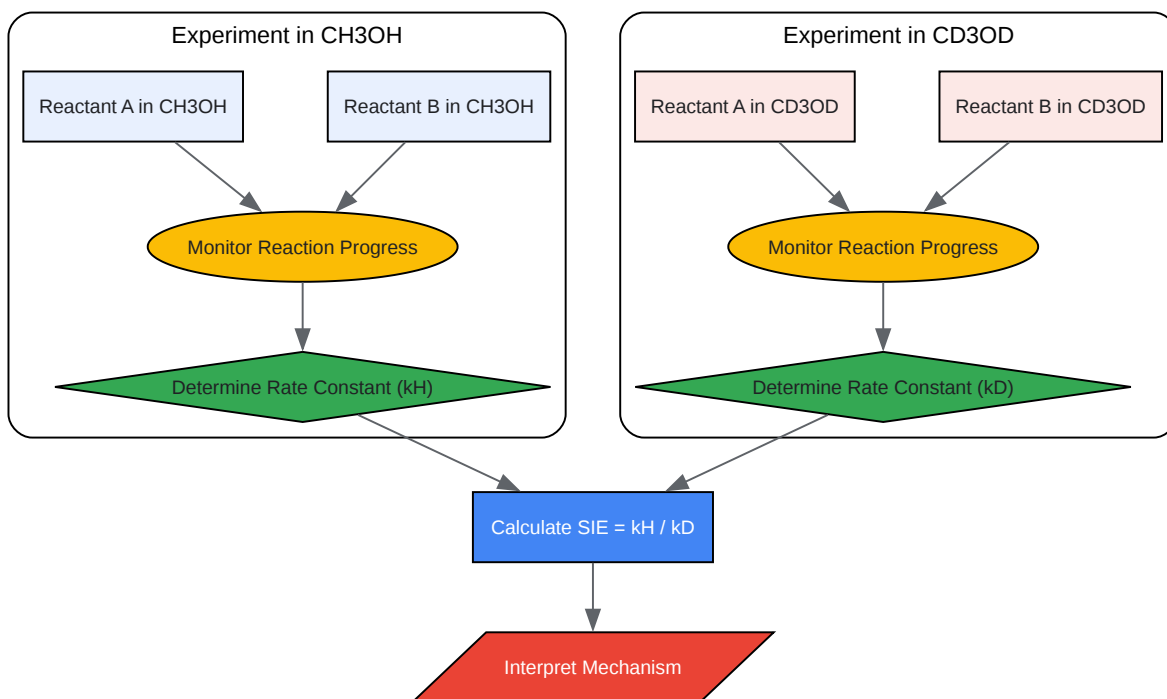 Experiment in CH3OH
Experiment in CD3OD
Reactant A in CH3OH
Reactant B in CH3OH
Reactant A in CD3OD
Reactant B in CD3OD
Monitor Reaction Progress
Monitor Reaction Progress
Determine Rate Constant (kH)
Determine Rate Constant (kD)
Calculate SIE = kH / kD
Interpret Mechanism